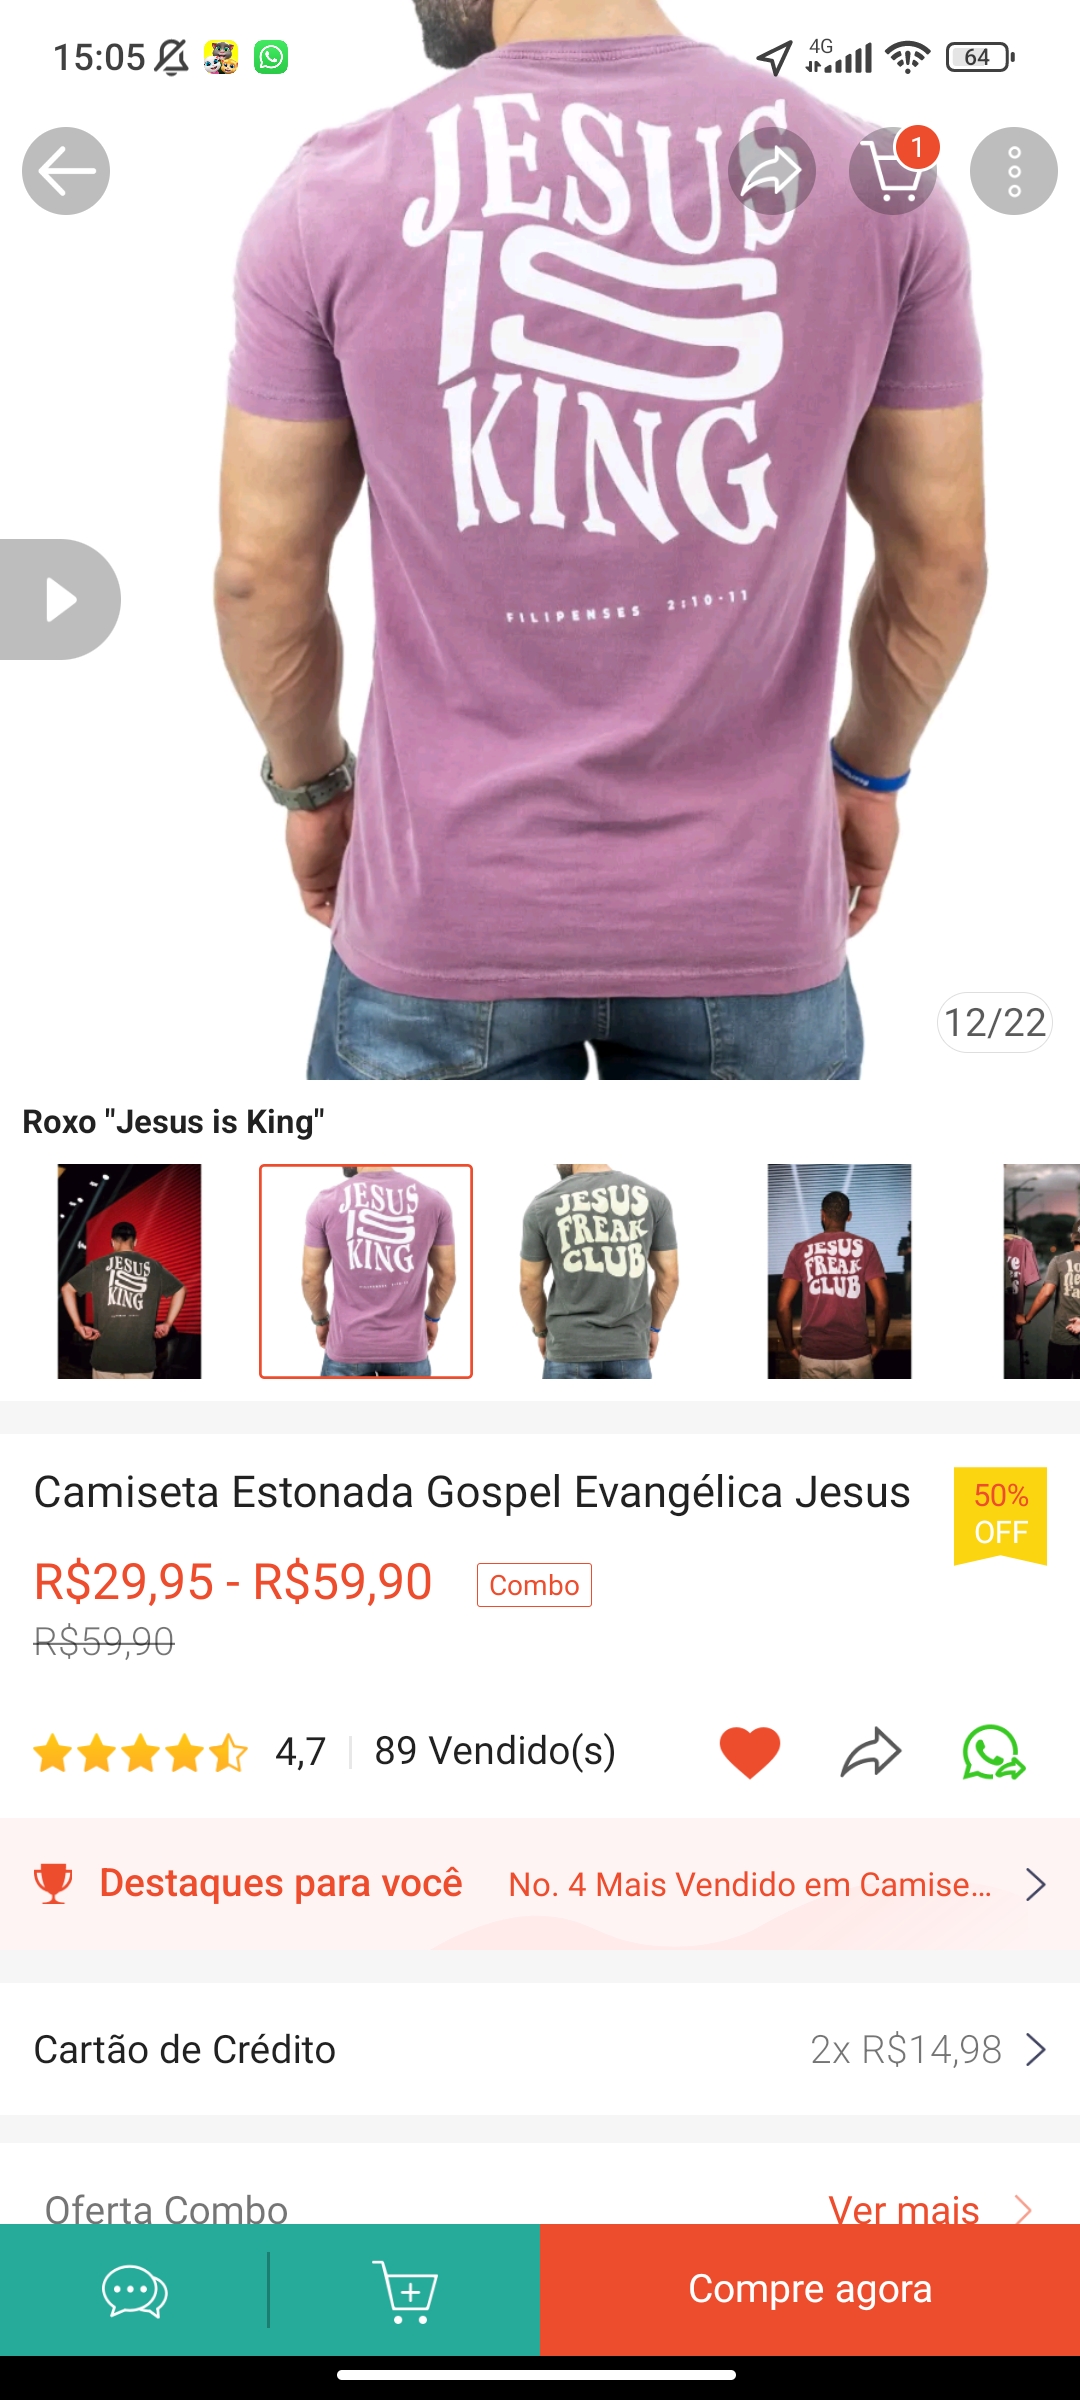 15:05
4G
64
1
JESUS
IS
KING
FILIPENSES 2:10-11
12/22
Roxo "Jesus is King"
JESUS
IS
KING
JESUS
IS
KING
JESUS
FREAK
CLUB
JESUS
FREAK
CLUB
Camiseta Estonada Gospel Evangélica Jesus
50%
OFF
R$29,95 - R$59,90
Combo
R$59,90
4,7
89 Vendido(s)
Destaques para você
No. 4 Mais Vendido em Camise...
Cartão de Crédito
2x R$14,98
Oferta Combo
Ver mais
Compre agora